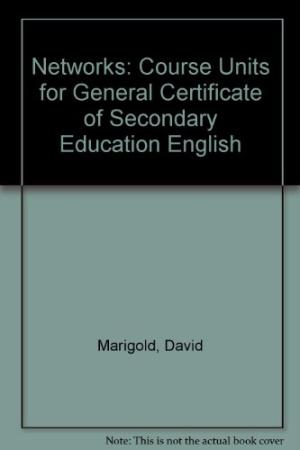 Networks: Course Units
for General Certificate
of Secondary
Education English
Marigold, David
Note: This is not the actual book cover